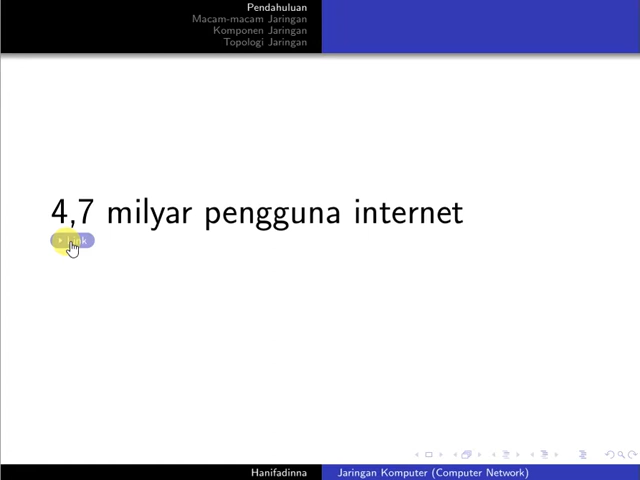 Pendahuluan
Macam-macam Jaringan
Komponen Jaringan
Topologi Jaringan
4,7 milyar pengguna internet
Hanifadinna
Jaringan Komputer (Computer Network)